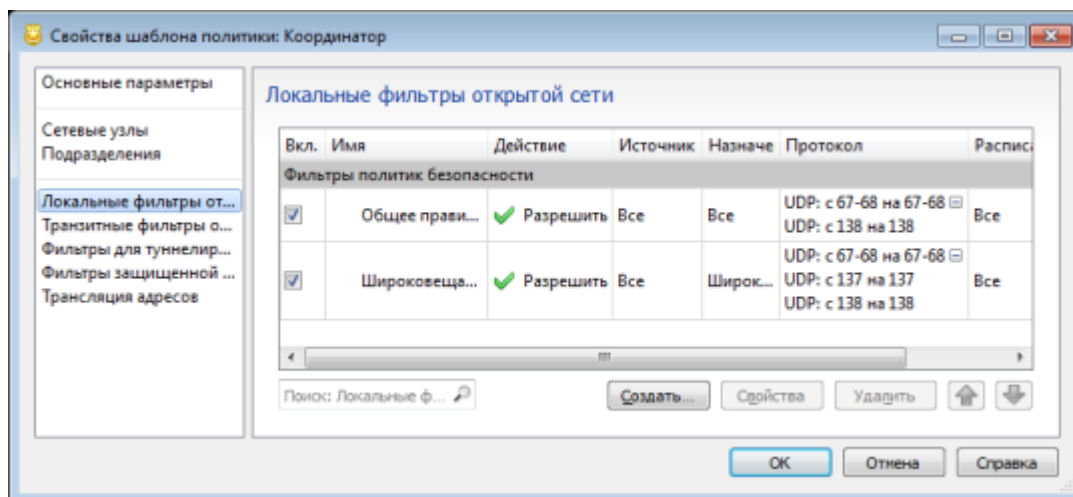 Свойства шаблона политики: Координатор
Основные параметры
Сетевые узлы
Подразделения
Локальные фильтры от...
Транзитные фильтры о...
Фильтры для туннелир...
Фильтры защищенной ...
Трансляция адресов
Локальные фильтры открытой сети
Вкл. Имя Действие Источник Назначе Протокол Расписа
Фильтры политик безопасности
Общее прави... Разрешить Все Все UDP: с 67-68 на 67-68 Все
UDP: с 138 на 138
Широковеща... Разрешить Все Широк... UDP: с 67-68 на 67-68 Все
UDP: с 137 на 137
UDP: с 138 на 138
Поиск: Локальные ф...
Создать... Свойства Удалить
ОК Отмена Справка